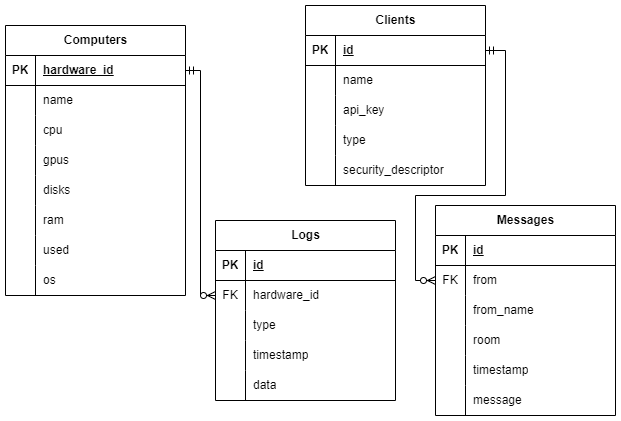 Computers
PK hardware_id
name
cpu
gpus
disks
ram
used
os
Clients
PK id
name
api_key
type
security_descriptor
Logs
PK id
FK hardware_id
type
timestamp
data
Messages
PK id
FK from
from_name
room
timestamp
message